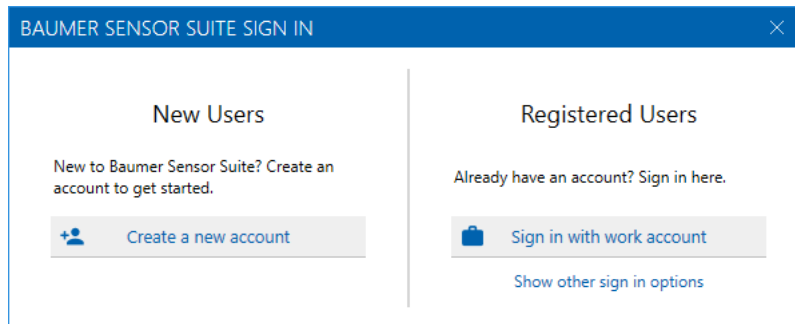 BAUMER SENSOR SUITE SIGN IN
New Users
New to Baumer Sensor Suite? Create an
account to get started.
Create a new account
Registered Users
Already have an account? Sign in here.
Sign in with work account
Show other sign in options